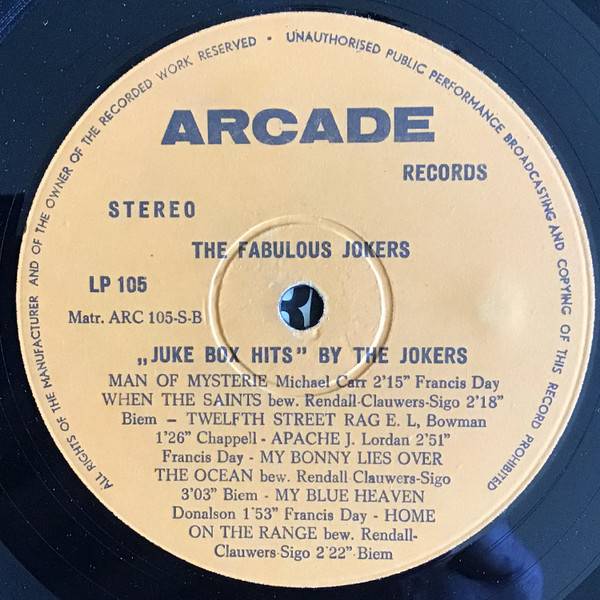 ALL RIGHTS OF THE MANUFACTURER AND OF THE OWNER OF THE RECORDED WORK RESERVED • UNAUTHORISED PUBLIC PERFORMANCE BROADCASTING AND COPYING OF THIS RECORD PROHIBITED
ARCADE
RECORDS
STEREO
THE FABULOUS JOKERS
LP 105
Matr. ARC 105-S-B
„JUKE BOX HITS” BY THE JOKERS
MAN OF MYSTERIE Michael Carr 2'15” Francis Day
WHEN THE SAINTS bew. Rendall-Clauwers-Sigo 2'18”
Biem – TWELFTH STREET RAG E. L, Bowman
1'26” Chappell - APACHE J. Lordan 2'51”
Francis Day - MY BONNY LIES OVER
THE OCEAN bew. Rendall Clauwers-Sigo
3'03” Biem - MY BLUE HEAVEN
Donalson 1'53” Francis Day - HOME
ON THE RANGE bew. Rendall-
Clauwers-Sigo 2'22”.Biem